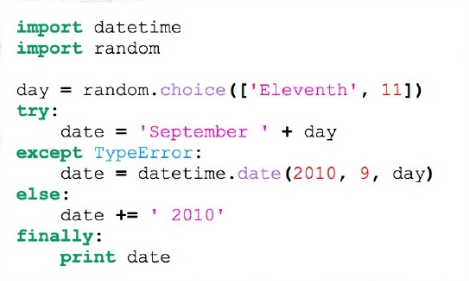 import datetime
import random
day = random.choice(['Eleventh', 11])
try:
    date = 'September ' + day
except TypeError:
    date = datetime.date(2010, 9, day)
else:
    date += ' 2010'
finally:
    print date